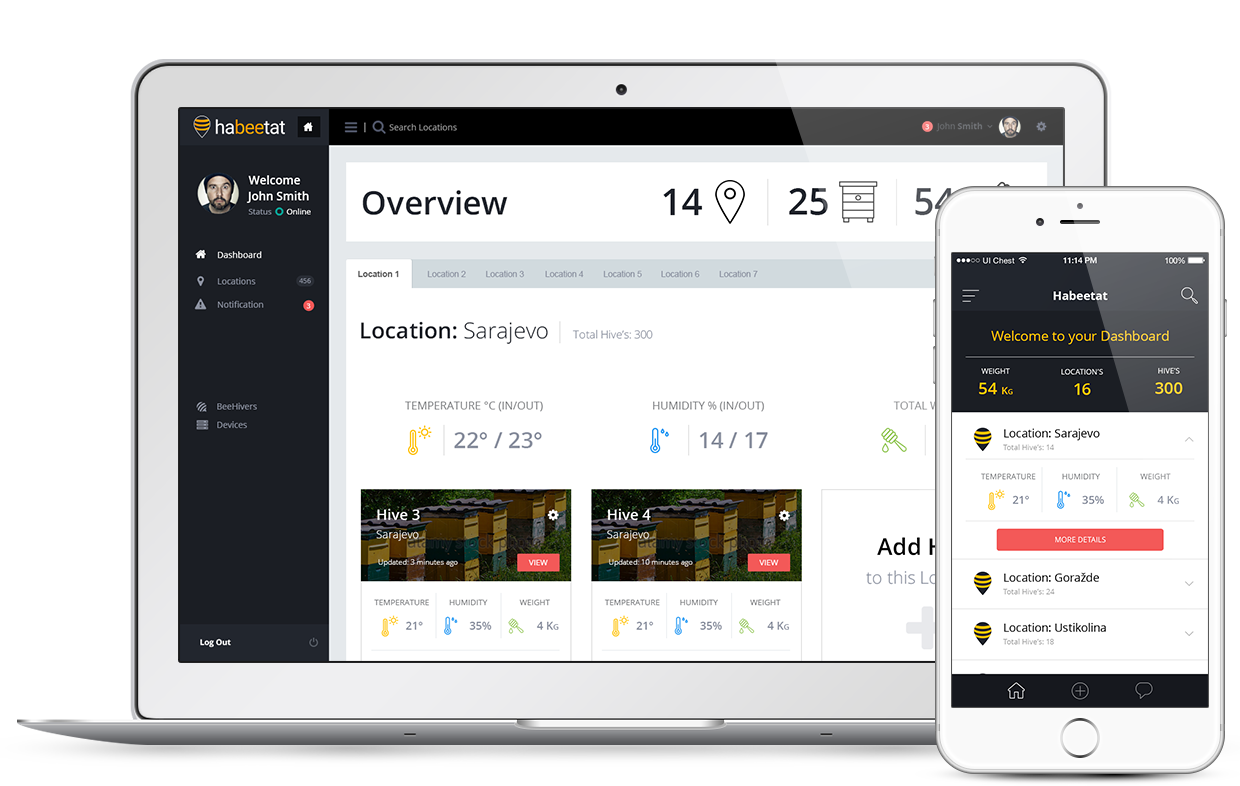 habeetat
Search Locations
3 John Smith
Welcome
John Smith
Status Online
Dashboard
Locations 456
Notification 3
BeeHivers
Devices
Log Out
Overview
14
25
54
Location 1
Location 2
Location 3
Location 4
Location 5
Location 6
Location 7
Location: Sarajevo
Total Hive's: 300
TEMPERATURE °C (IN/OUT)
22° / 23°
HUMIDITY % (IN/OUT)
14 / 17
TOTAL
Hive 3
Sarajevo
Updated: 3 minutes ago
VIEW
TEMPERATURE HUMIDITY WEIGHT
21° 35% 4 KG
Hive 4
Sarajevo
Updated: 10 minutes ago
VIEW
TEMPERATURE HUMIDITY WEIGHT
21° 35% 4 KG
Add
to this
UI Chest 11:14 PM 100%
Habeetat
Welcome to your Dashboard
WEIGHT LOCATION'S HIVE'S
54 KG 16 300
Location: Sarajevo
Total Hive's: 14
TEMPERATURE HUMIDITY WEIGHT
21° 35% 4 KG
MORE DETAILS
Location: Goražde
Total Hive's: 24
Location: Ustikolina
Total Hive's: 18